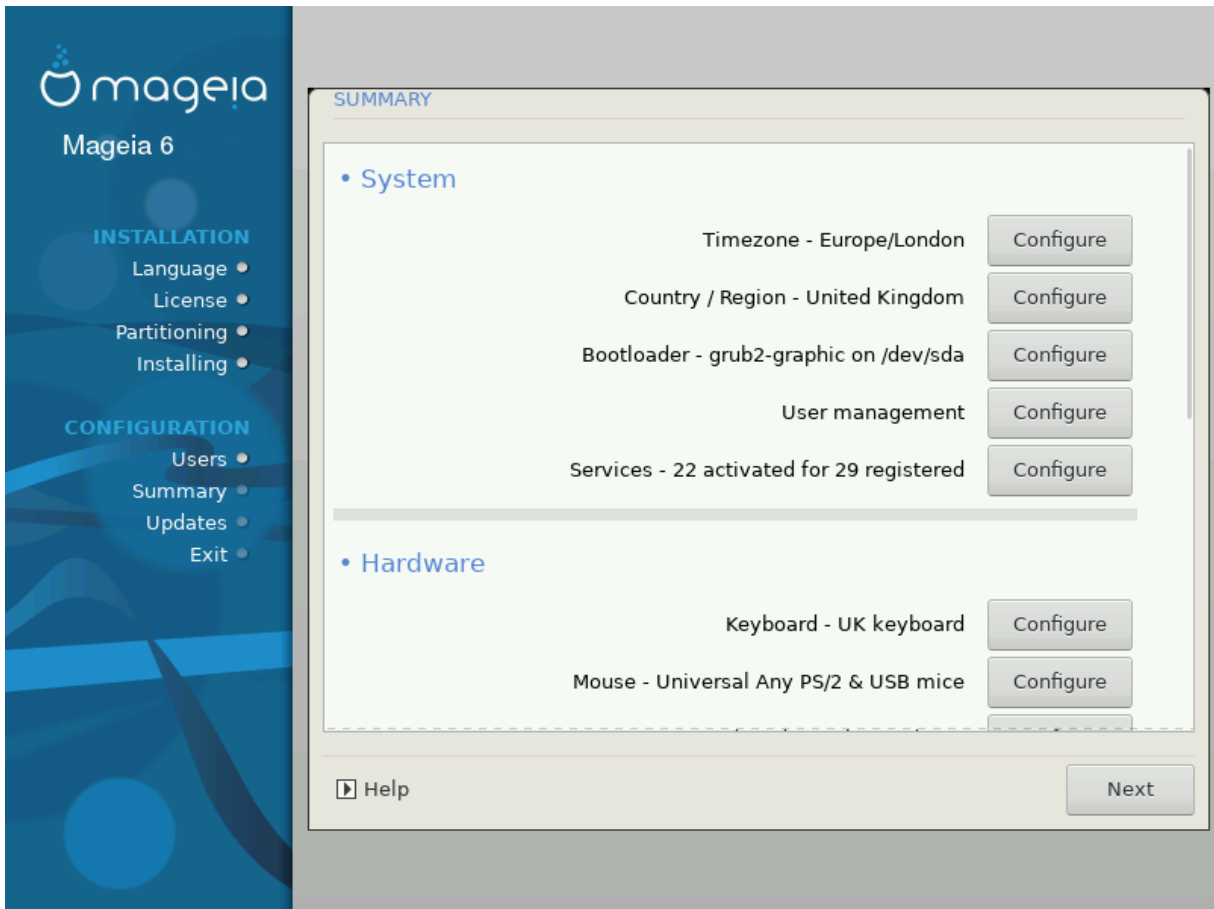 mageia
Mageia 6
INSTALLATION
Language
License
Partitioning
Installing
CONFIGURATION
Users
Summary
Updates
Exit
SUMMARY
• System
Timezone - Europe/London Configure
Country / Region - United Kingdom Configure
Bootloader - grub2-graphic on /dev/sda Configure
User management Configure
Services - 22 activated for 29 registered Configure
• Hardware
Keyboard - UK keyboard Configure
Mouse - Universal Any PS/2 & USB mice Configure
Help
Next